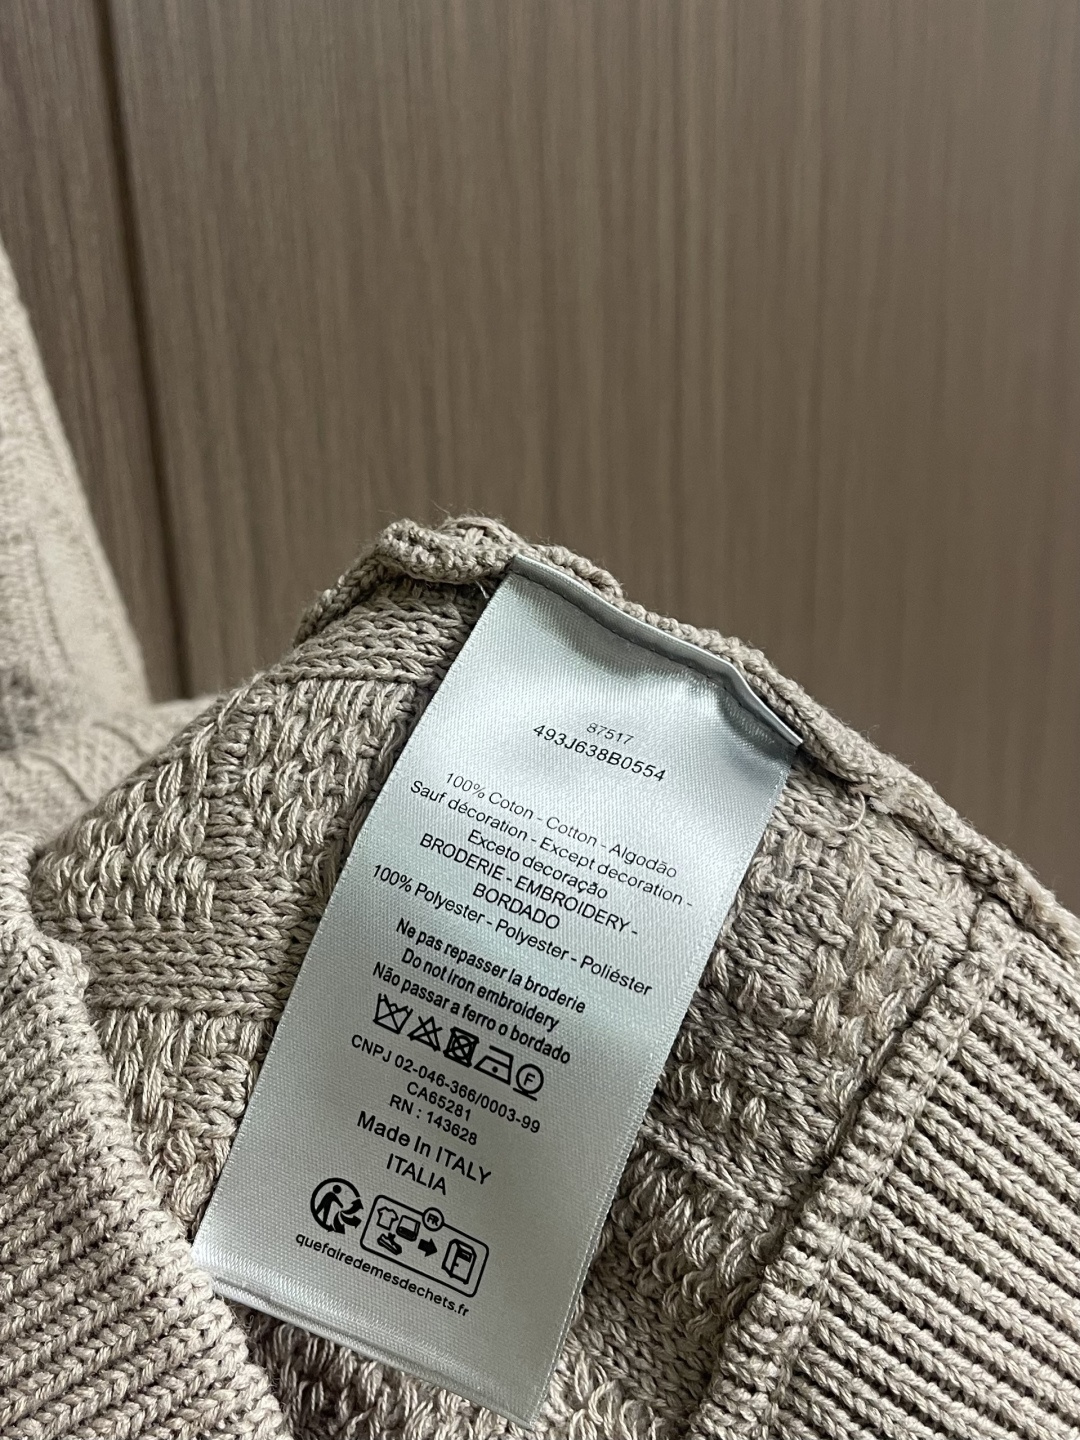 87517
493J638B0554
100% Coton - Cotton - Algodão
Sauf décoration - Except decoration -
Exceto decoração
BRODERIE - EMBROIDERY -
BORDADO
100% Polyester - Polyester - Poliéster
Ne pas repasser la broderie
Do not iron embroidery
Não passar a ferro o bordado
F
CNPJ 02-046-366/0003-99
CA65281
RN : 143628
Made In ITALY
ITALIA
FR
quefairedemesdechets.fr